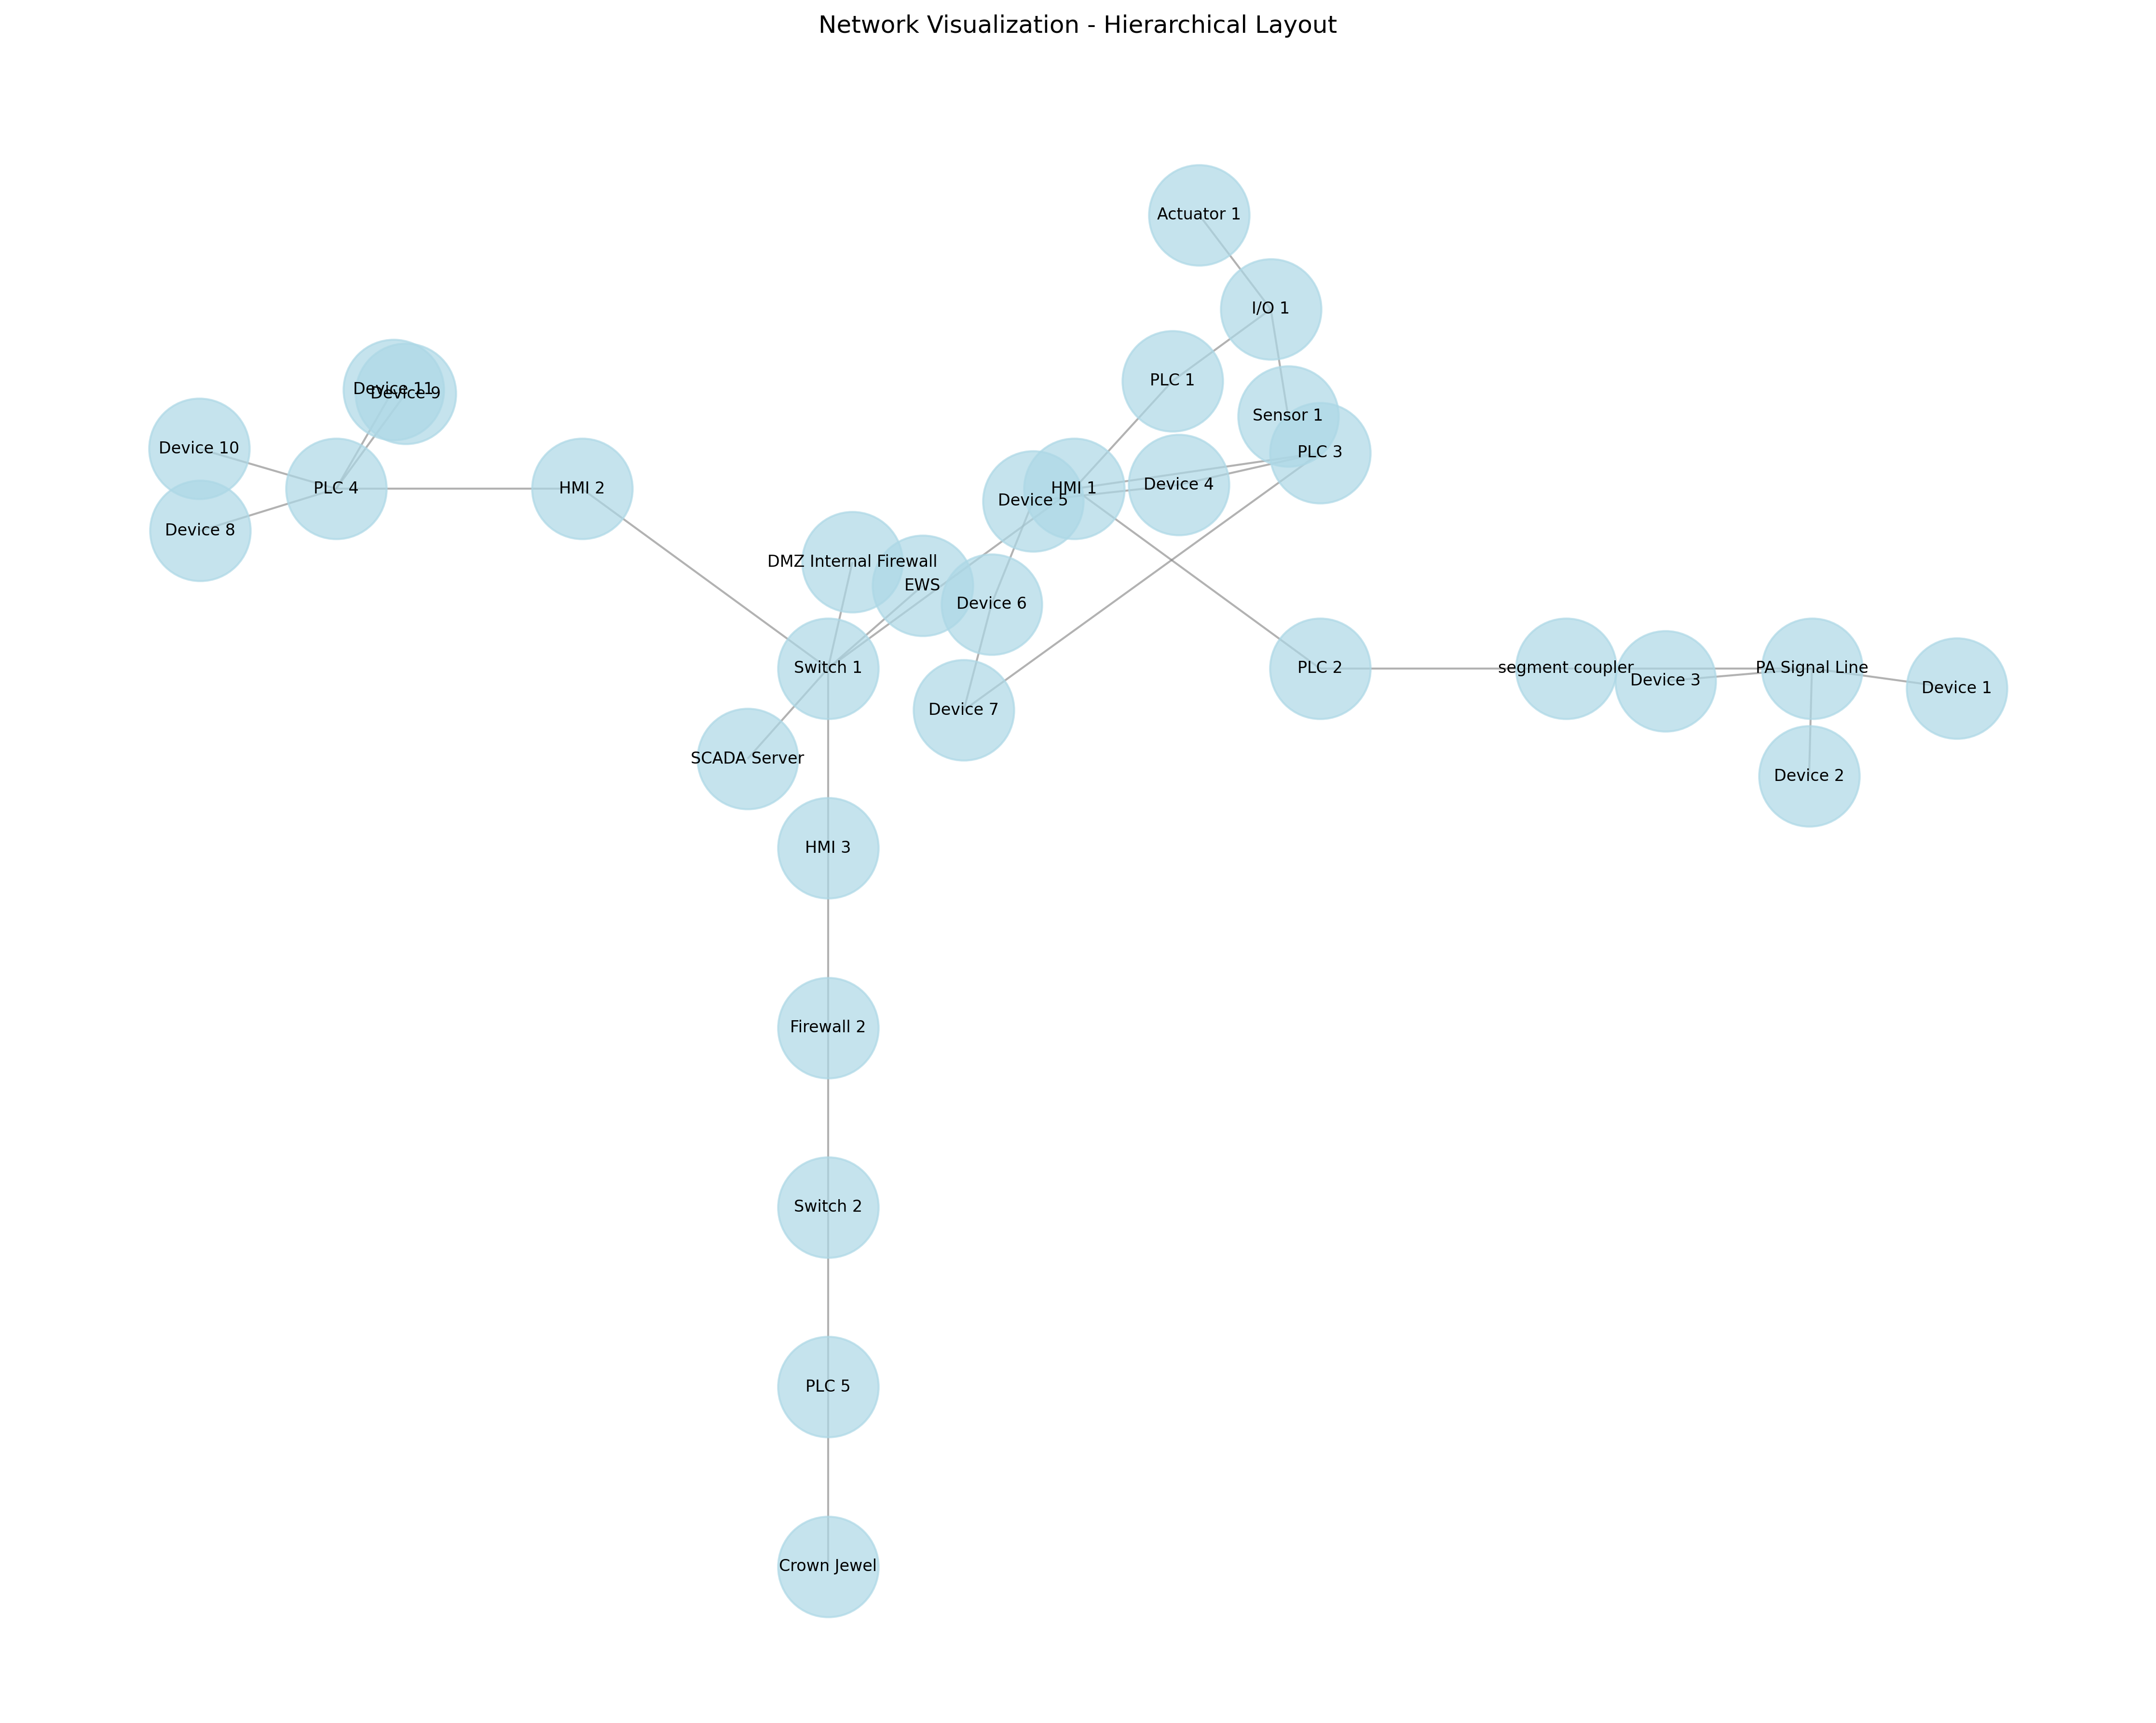 Network Visualization - Hierarchical Layout
Actuator 1
I/O 1
PLC 1
Device 11
Device 9
Sensor 1
Device 10
PLC 3
PLC 4
HMI 2
HMI 1
Device 4
Device 5
Device 8
DMZ Internal Firewall
EWS
Device 6
Switch 1
PLC 2
segment coupler
PA Signal Line
Device 3
Device 1
Device 7
SCADA Server
Device 2
HMI 3
Firewall 2
Switch 2
PLC 5
Crown Jewel